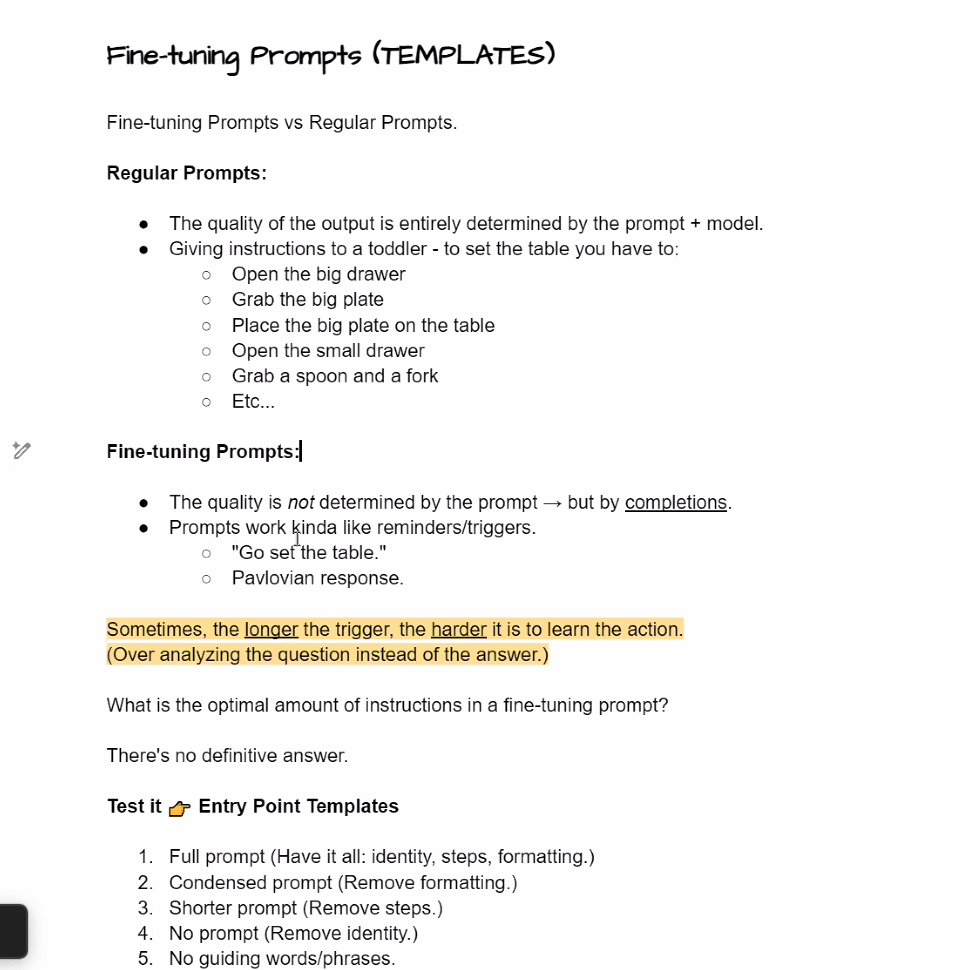 Fine-tuning Prompts (TEMPLATES)
Fine-tuning Prompts vs Regular Prompts.
Regular Prompts:
● The quality of the output is entirely determined by the prompt + model.
● Giving instructions to a toddler - to set the table you have to:
○ Open the big drawer
○ Grab the big plate
○ Place the big plate on the table
○ Open the small drawer
○ Grab a spoon and a fork
○ Etc...
Fine-tuning Prompts:
● The quality is not determined by the prompt → but by completions.
● Prompts work kinda like reminders/triggers.
○ "Go set the table."
○ Pavlovian response.
Sometimes, the longer the trigger, the harder it is to learn the action.
(Over analyzing the question instead of the answer.)
What is the optimal amount of instructions in a fine-tuning prompt?
There's no definitive answer.
Test it 👉 Entry Point Templates
1. Full prompt (Have it all: identity, steps, formatting.)
2. Condensed prompt (Remove formatting.)
3. Shorter prompt (Remove steps.)
4. No prompt (Remove identity.)
5. No guiding words/phrases.